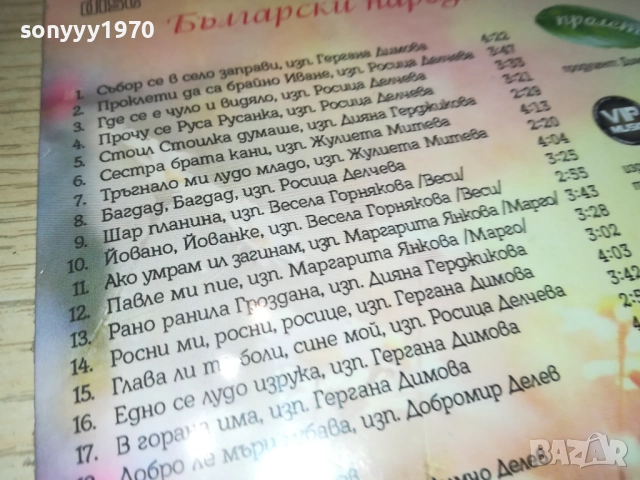 sonyyy1970
Български народ
пролет
VIP
1. Събор се в село заправи, изп. Гергана Димова 4:22
2. Проклети да са брайно Иване, изп. Росица Делчева 3:47
3. Где се е чуло и видяло, изп. Росица Делчева 3:33
4. Прочу се Руса Русанка, изп. Росица Делчева 3:21
5. Стоил Стоилка думаше, изп. Дияна Герджикова 2:29
6. Сестра брата кани, изп. Жулиета Митева 4:13
7. Тръгнало ми лудо младо, изп. Жулиета Митева 2:20
8. Багдад, Багдад, изп. Росица Делчева 4:04
9. Шар планина, изп. Весела Горнякова /Веси/ 3:25
10. Йовано, Йованке, изп. Весела Горнякова /Веси/ 2:55
11. Ако умрам ил загинам, изп. Маргарита Янкова /Марго/ 3:43
12. Павле ми пие, изп. Маргарита Янкова /Марго/ 3:28
13. Рано ранила Гроздана, изп. Дияна Герджикова 3:02
14. Росни ми, росни, росице, изп. Гергана Димова 4:03
15. Глава ли т боли, сине мой, изп. Росица Делчева 3:42
16. Едно се лудо изрука, изп. Гергана Димова
17. В гората има, изп. Гергана Димова
Добро ле мъри хубава, изп. Добромир Делев
Делев
BAZAR